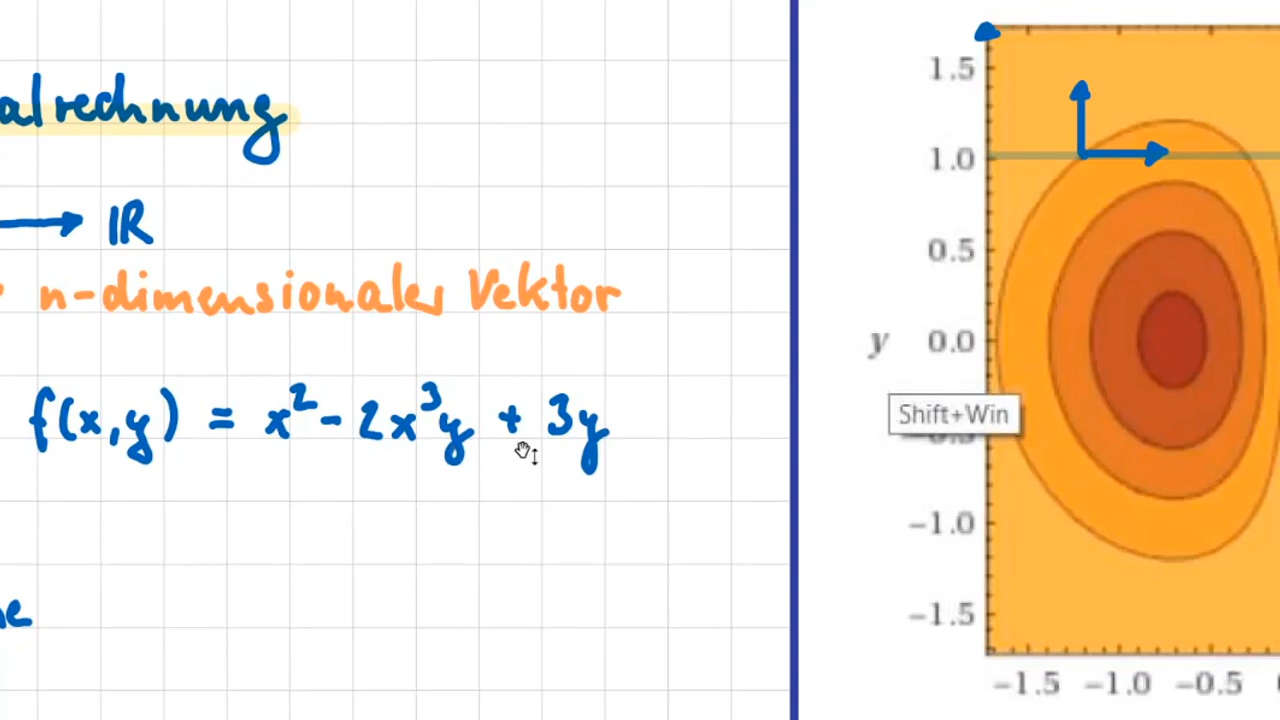 alrechnung
→ IR
n-dimensionaler Vektor
f(x,y) = x² - 2x³y + 3y
1.5
1.0
0.5
y 0.0
Shift+Win
-1.0
-1.5
-1.5 -1.0 -0.5